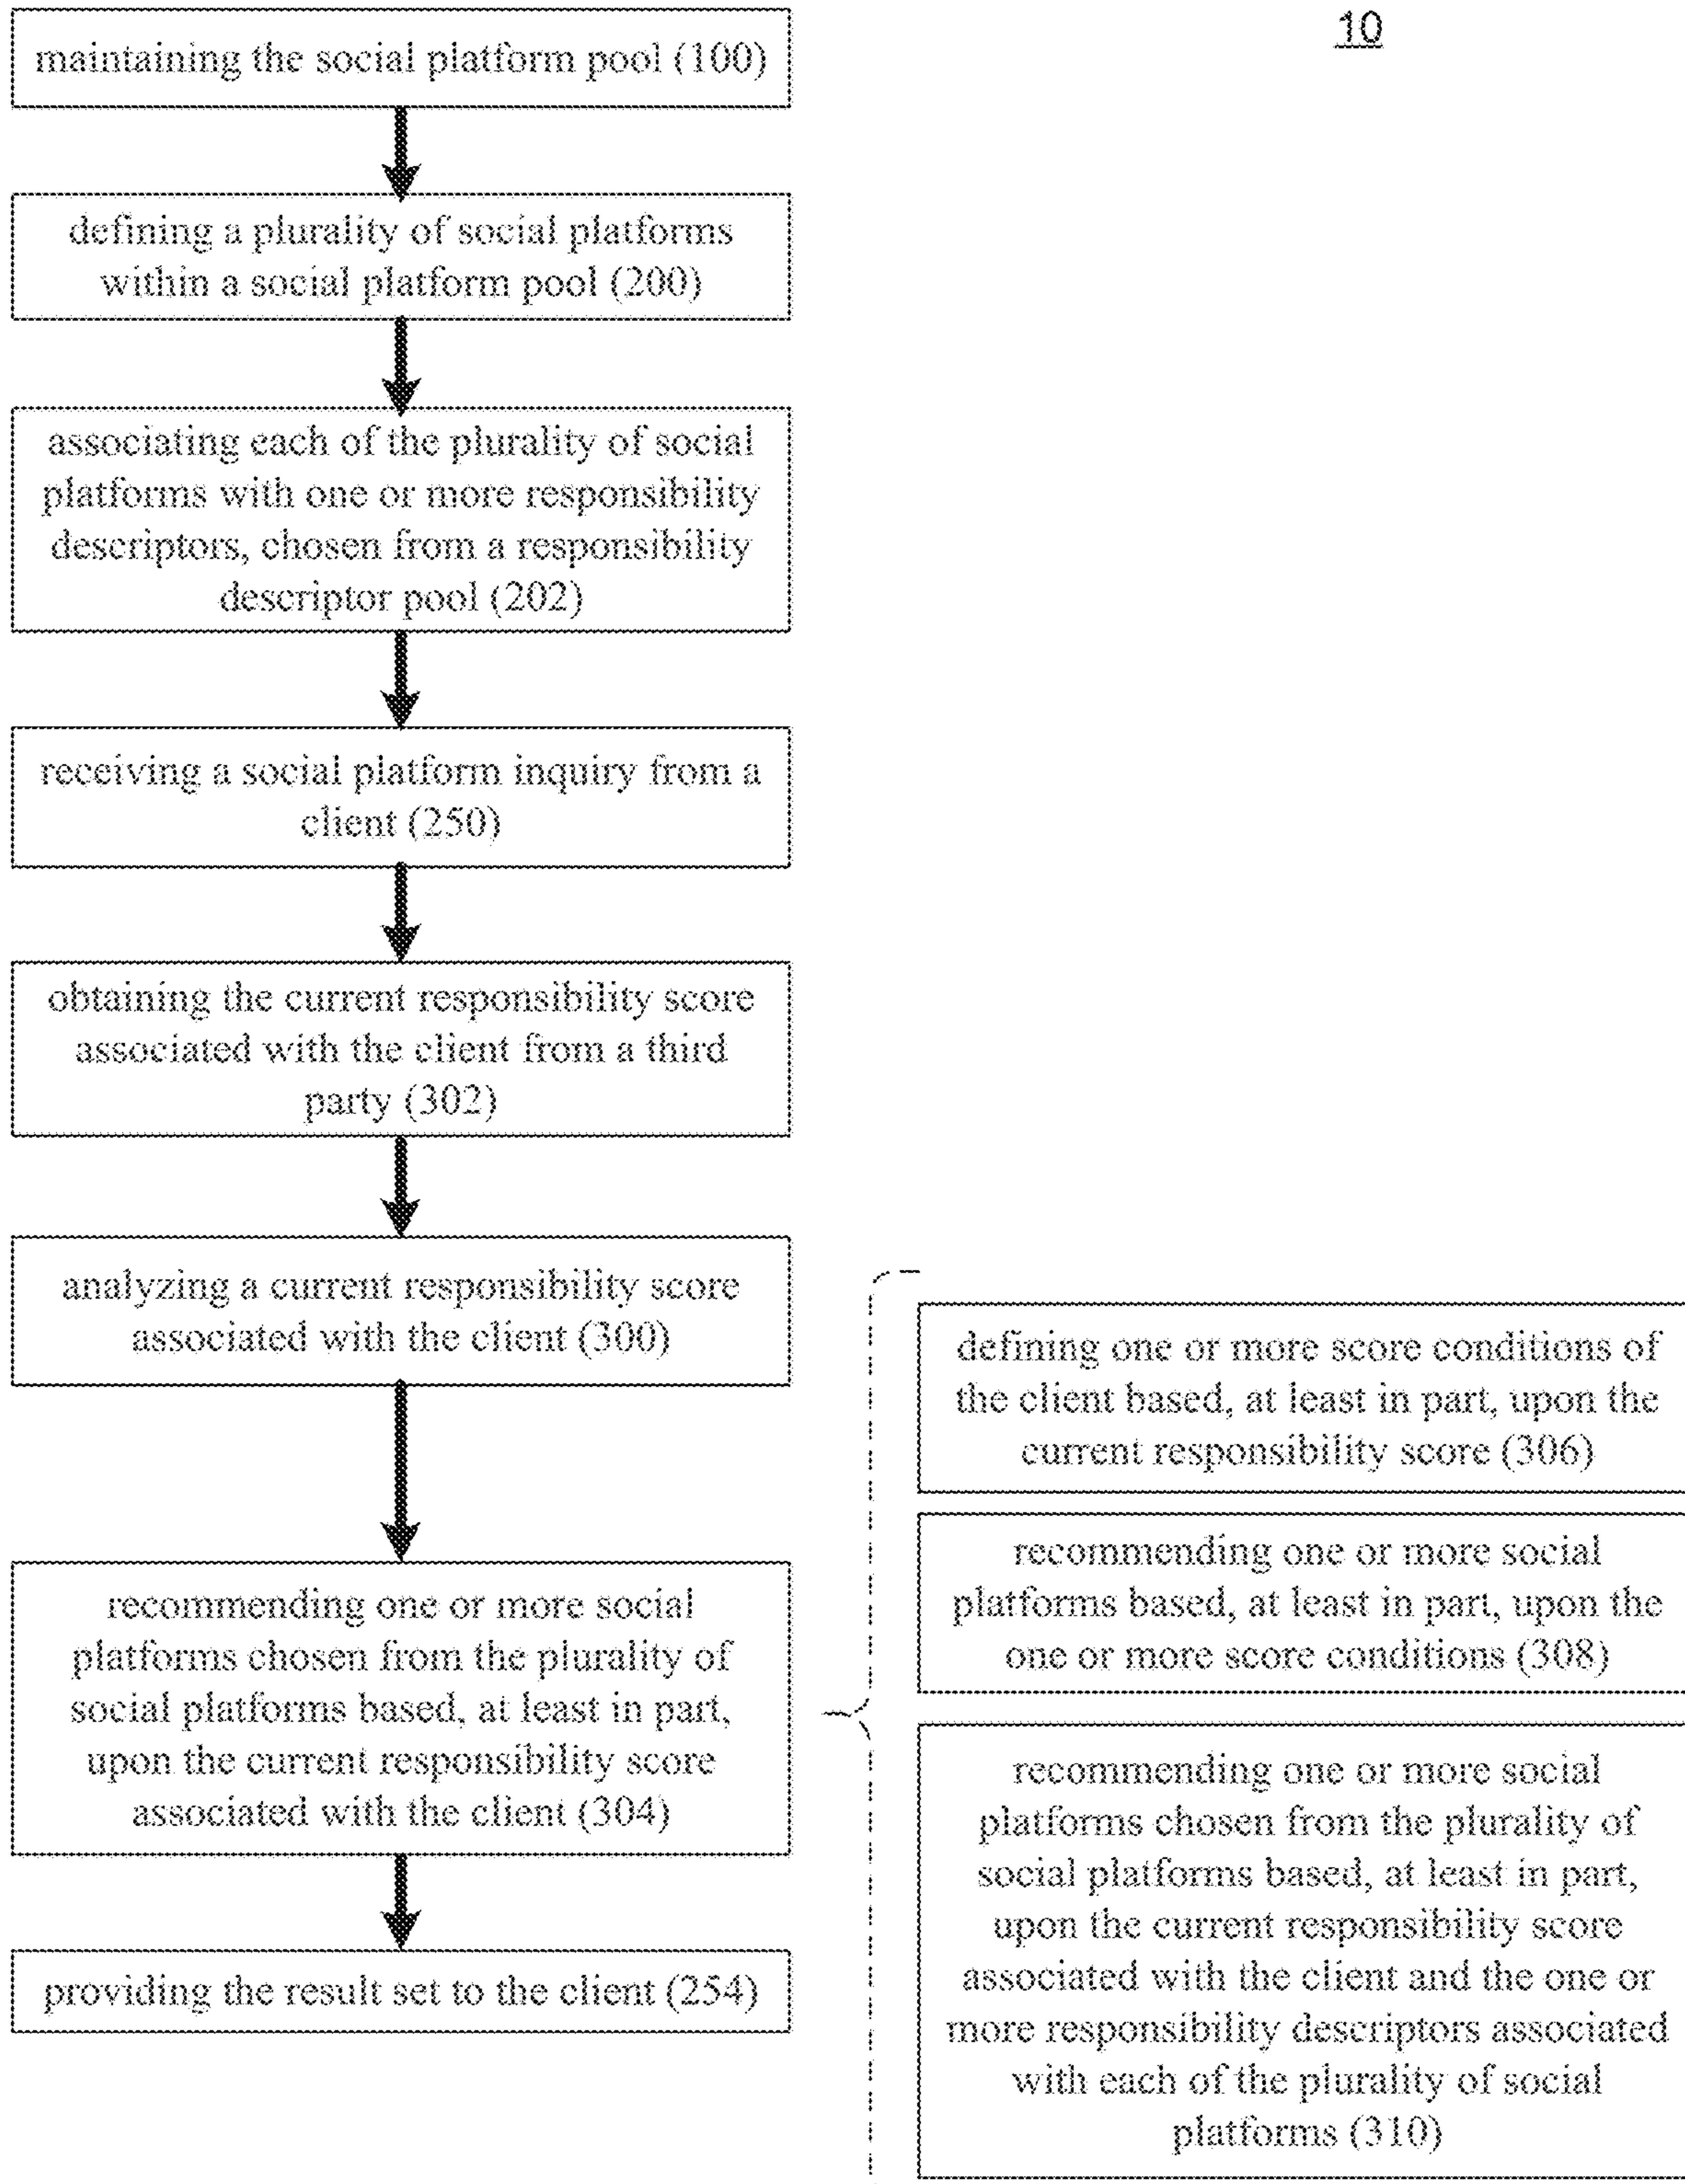 10
maintaining the social platform pool (100)
defining a plurality of social platforms
within a social platform pool (200)
associating each of the plurality of social
platforms with one or more responsibility
descriptors, chosen from a responsibility
descriptor pool (202)
receiving a social platform inquiry from a
client (250)
obtaining the current responsibility score
associated with the client from a third
party (302)
analyzing a current responsibility score
associated with the client (300)
recommending one or more social
platforms chosen from the plurality of
social platforms based, at least in part,
upon the current responsibility score
associated with the client (304)
providing the result set to the client (254)
defining one or more score conditions of
the client based, at least in part, upon the
current responsibility score (306)
recommending one or more social
platforms based, at least in part, upon the
one or more score conditions (308)
recommending one or more social
platforms chosen from the plurality of
social platforms based, at least in part,
upon the current responsibility score
associated with the client and the one or
more responsibility descriptors associated
with each of the plurality of social
platforms (310)